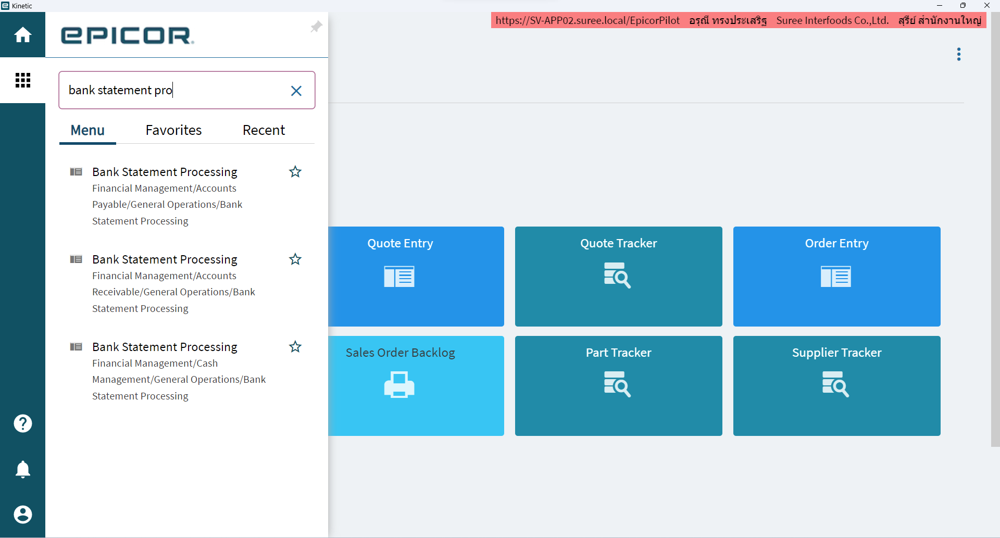 Kinetic
https://SV-APP02.suree.local/EpicorPilot อรุณี ทรงประเสริฐ Suree Interfoods Co.,Ltd. สุรีย์ สำนักงานใหญ่
EPICOR
bank statement pro
Menu Favorites Recent
Bank Statement Processing
Financial Management/Accounts
Payable/General Operations/Bank
Statement Processing
Bank Statement Processing
Financial Management/Accounts
Receivable/General Operations/Bank
Statement Processing
Bank Statement Processing
Financial Management/Cash
Management/General Operations/Bank
Statement Processing
Quote Entry Quote Tracker Order Entry
Sales Order Backlog Part Tracker Supplier Tracker